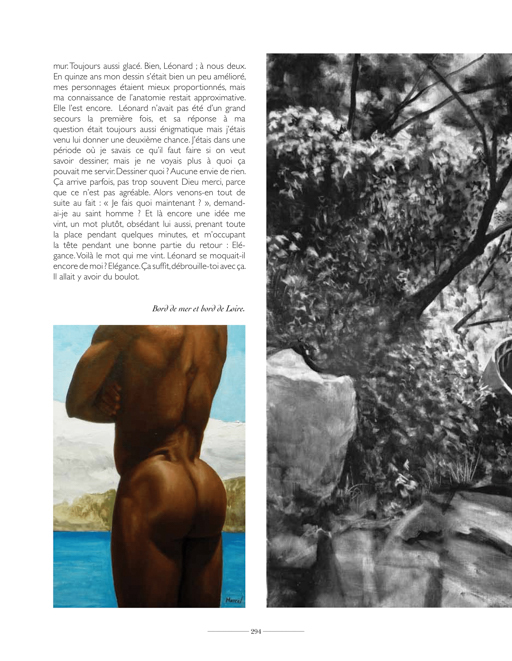 mur. Toujours aussi glacé. Bien, Léonard ; à nous deux.
En quinze ans mon dessin s'était bien un peu amélioré,
mes personnages étaient mieux proportionnés, mais
ma connaissance de l'anatomie restait approximative.
Elle l'est encore. Léonard n'avait pas été d'un grand
secours la première fois, et sa réponse à ma
question était toujours aussi énigmatique mais j'étais
venu lui donner une deuxième chance. J'étais dans une
période où je savais ce qu'il faut faire si on veut
savoir dessiner, mais je ne voyais plus à quoi ça
pouvait me servir. Dessiner quoi ? Aucune envie de rien.
Ça arrive parfois, pas trop souvent Dieu merci, parce
que ce n'est pas agréable. Alors venons-en tout de
suite au fait : « Je fais quoi maintenant ? », demand-
ai-je au saint homme ? Et là encore une idée me
vint, un mot plutôt, obsédant lui aussi, prenant toute
la place pendant quelques minutes, et m'occupant
la tête pendant une bonne partie du retour : Elé-
gance. Voilà le mot qui me vint. Léonard se moquait-il
encore de moi ? Elégance. Ça suffit, débrouille-toi avec ça.
Il allait y avoir du boulot.
Bord de mer et bord de Loire.
294